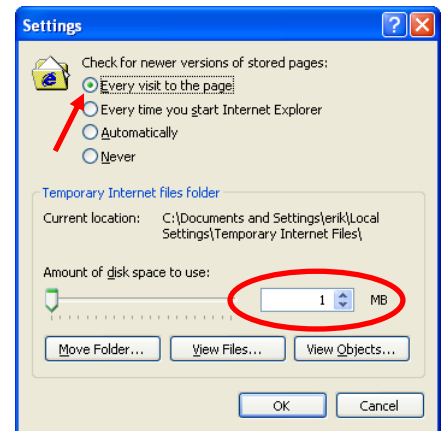 Settings
Check for newer versions of stored pages:
Every visit to the page
Every time you start Internet Explorer
Automatically
Never
Temporary Internet files folder
Current location: C:\Documents and Settings\erik\Local
Settings\Temporary Internet Files\
Amount of disk space to use:
1 MB
Move Folder... View Files... View Objects...
OK Cancel